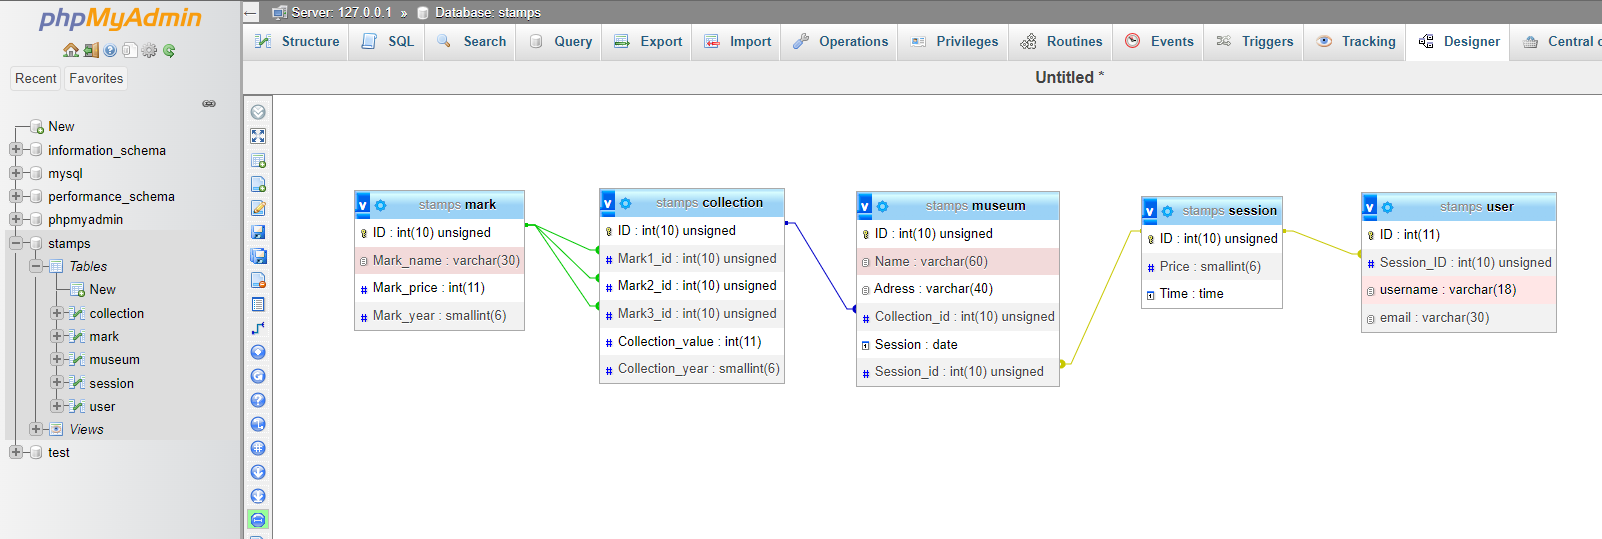 phpMyAdmin
Recent Favorites
New
information_schema
mysql
performance_schema
phpmyadmin
stamps
Tables
New
collection
mark
museum
session
user
Views
test
Server: 127.0.0.1 » Database: stamps
Structure SQL Search Query Export Import Operations Privileges Routines Events Triggers Tracking Designer Central c
Untitled *
stamps mark
ID : int(10) unsigned
Mark_name : varchar(30)
Mark_price : int(11)
Mark_year : smallint(6)
stamps collection
ID : int(10) unsigned
Mark1_id : int(10) unsigned
Mark2_id : int(10) unsigned
Mark3_id : int(10) unsigned
Collection_value : int(11)
Collection_year : smallint(6)
stamps museum
ID : int(10) unsigned
Name : varchar(60)
Adress : varchar(40)
Collection_id : int(10) unsigned
Session : date
Session_id : int(10) unsigned
stamps session
ID : int(10) unsigned
Price : smallint(6)
Time : time
stamps user
ID : int(11)
Session_ID : int(10) unsigned
username : varchar(18)
email : varchar(30)